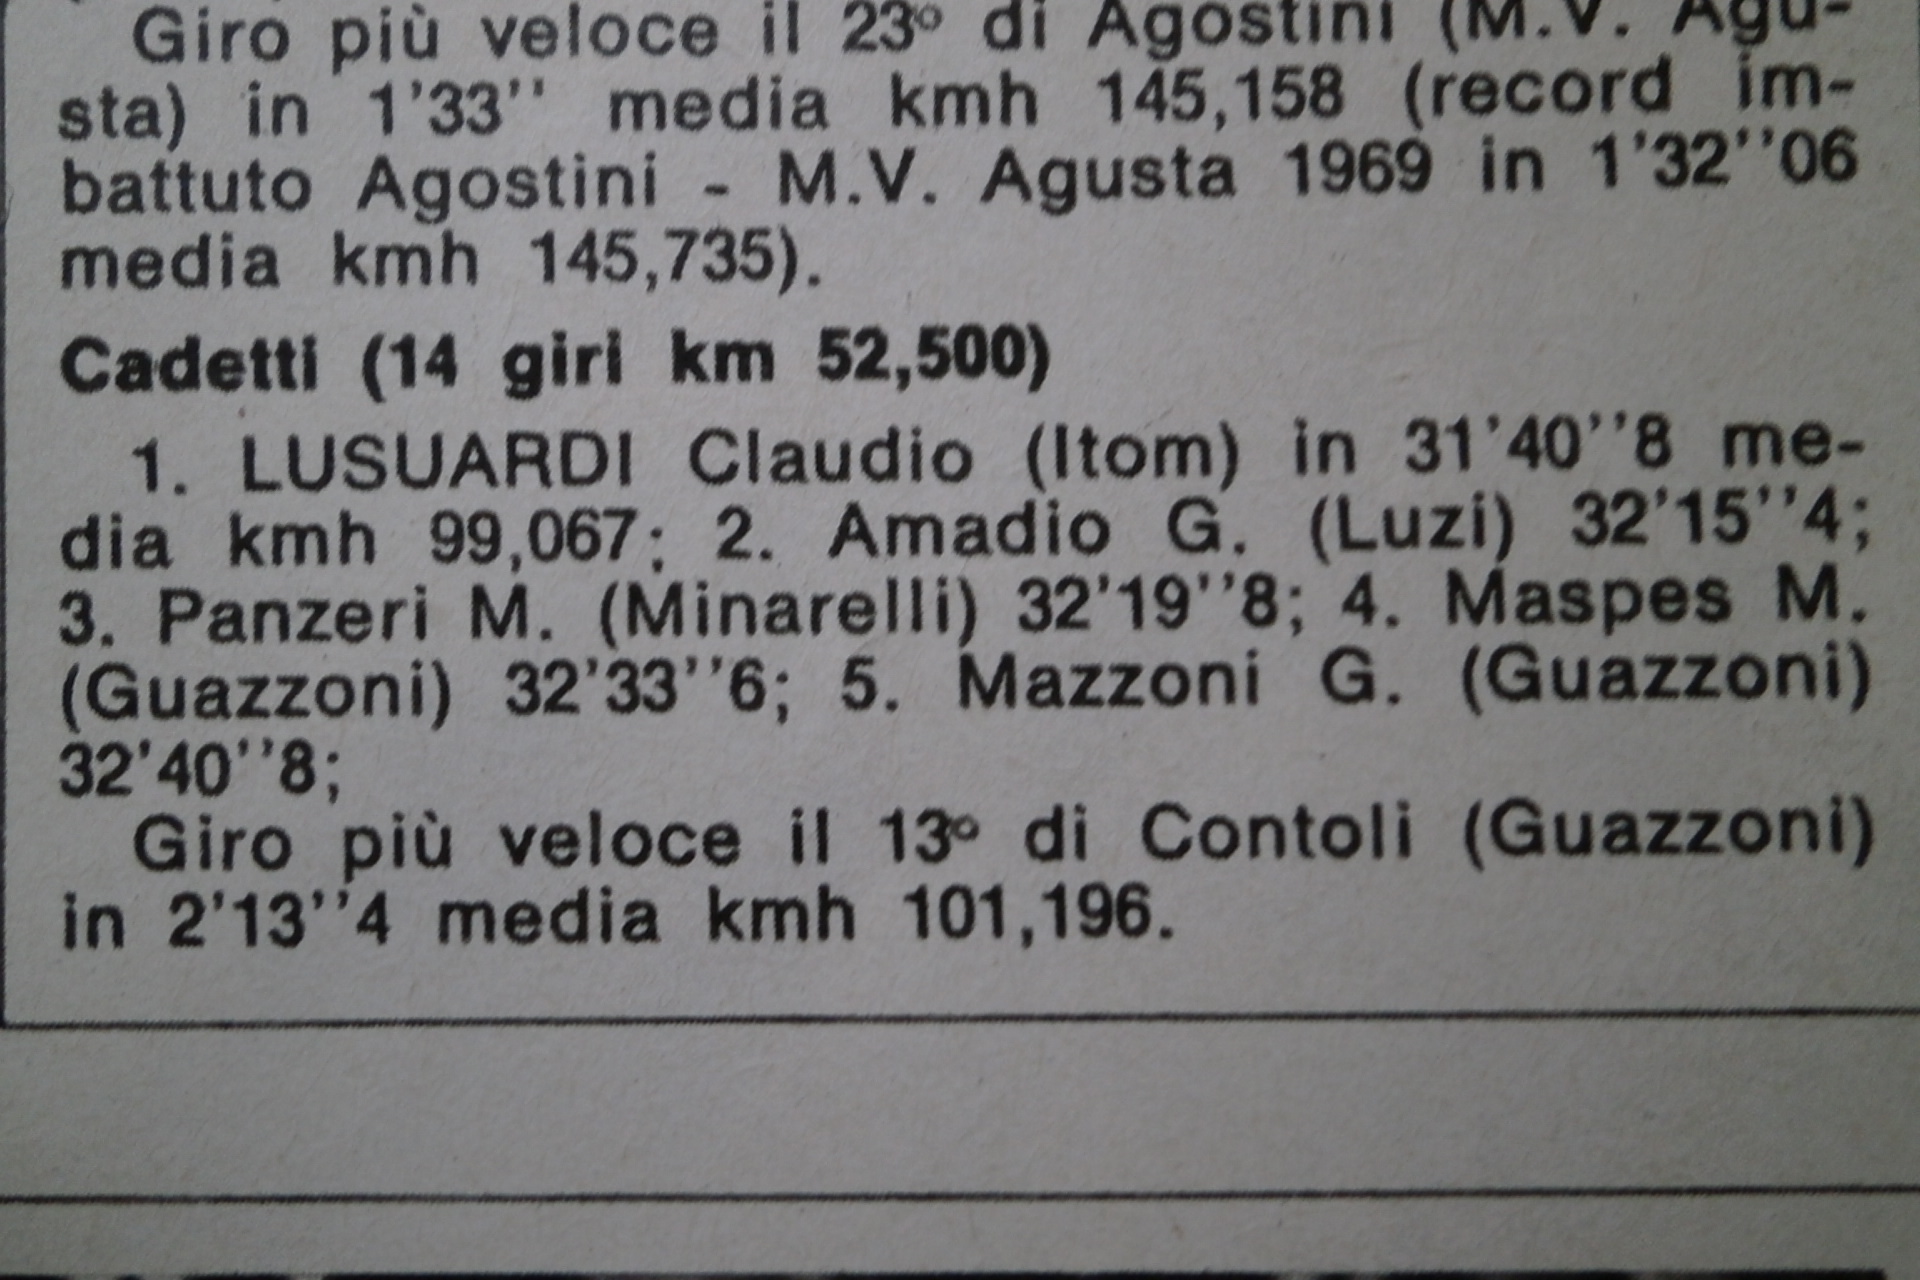 Giro più veloce il 23º di Agostini (M.V. Agu-
sta) in 1'33'' media kmh 145,158 (record im-
battuto Agostini - M.V. Agusta 1969 in 1'32''06
media kmh 145,735).
Cadetti (14 giri km 52,500)
1. LUSUARDI Claudio (Itom) in 31'40''8 me-
dia kmh 99,067; 2. Amadio G. (Luzi) 32'15''4;
3. Panzeri M. (Minarelli) 32'19''8; 4. Maspes M.
(Guazzoni) 32'33''6; 5. Mazzoni G. (Guazzoni)
32'40''8;
Giro più veloce il 13º di Contoli (Guazzoni)
in 2'13''4 media kmh 101,196.